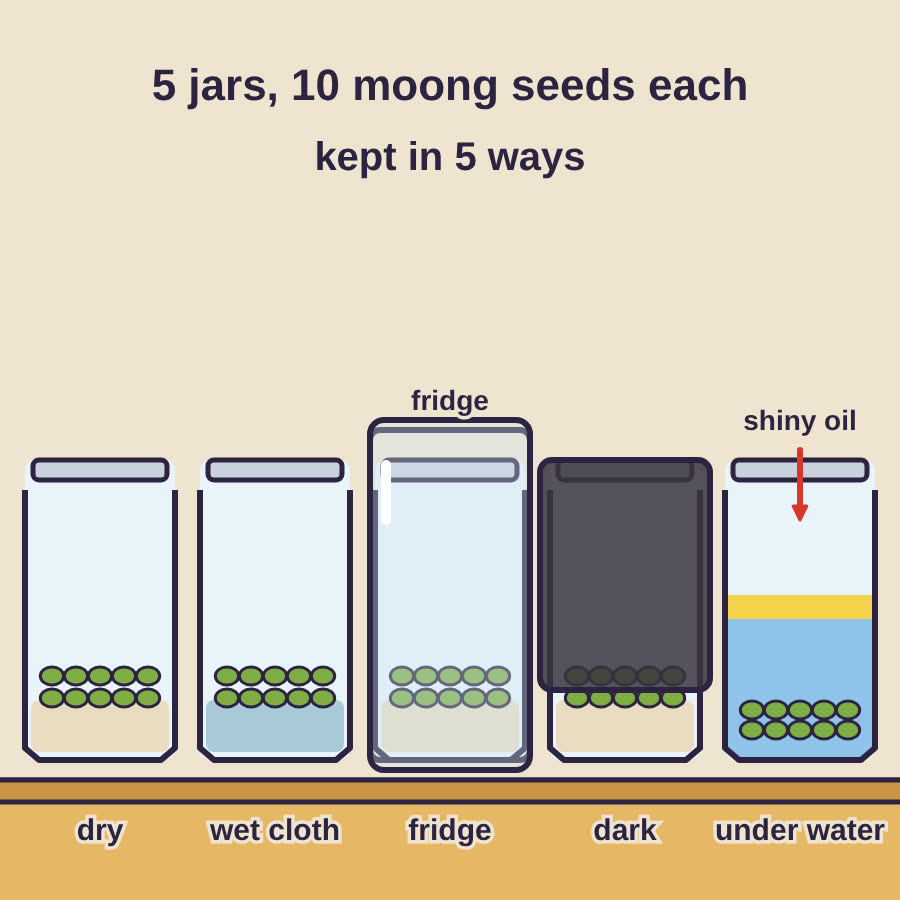 5 jars, 10 moong seeds each
kept in 5 ways
fridge
shiny oil
dry
wet cloth
fridge
dark
under water